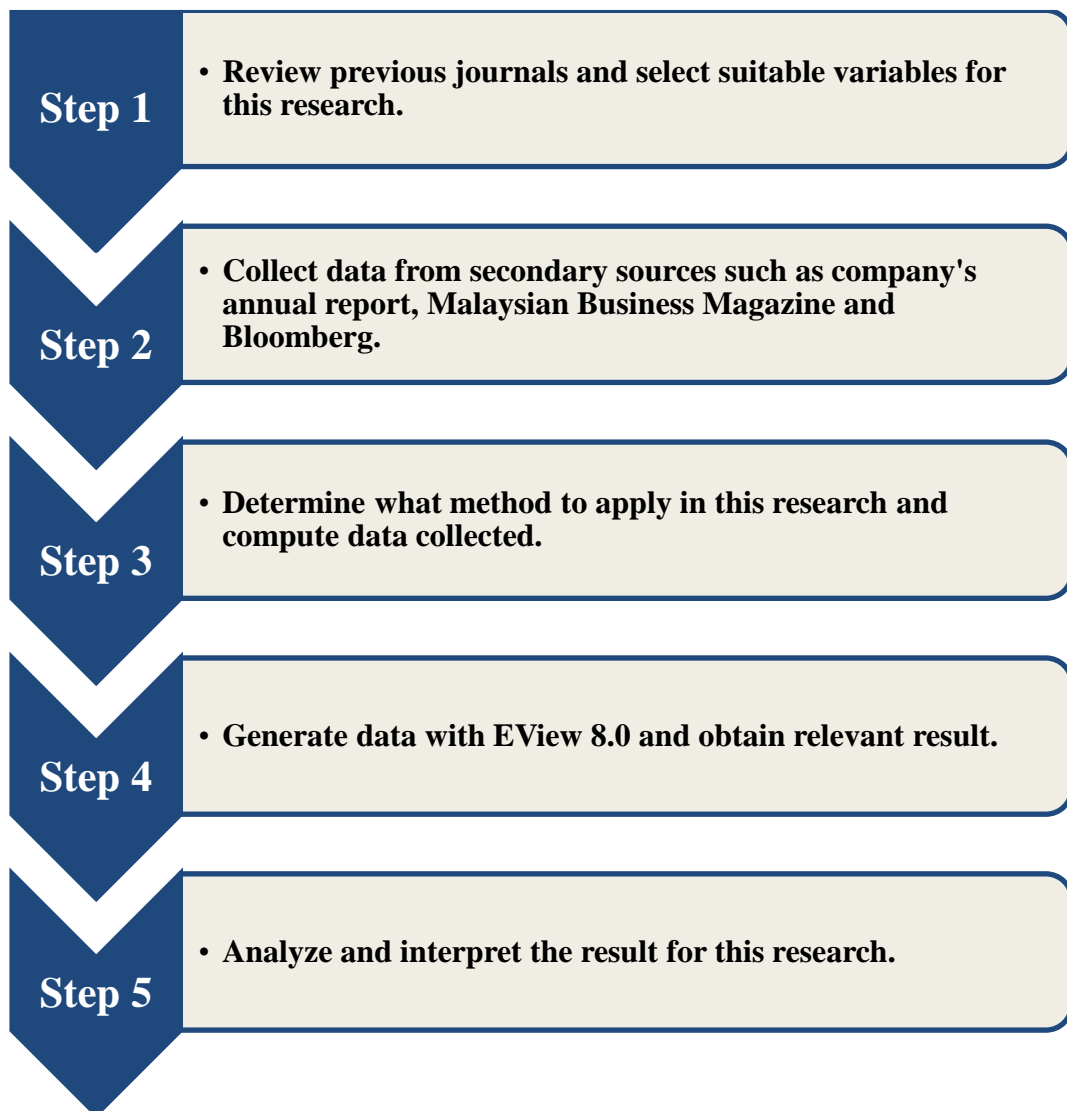 Step 1
• Review previous journals and select suitable variables for
this research.
Step 2
• Collect data from secondary sources such as company's
annual report, Malaysian Business Magazine and
Bloomberg.
Step 3
• Determine what method to apply in this research and
compute data collected.
Step 4
• Generate data with EView 8.0 and obtain relevant result.
Step 5
• Analyze and interpret the result for this research.